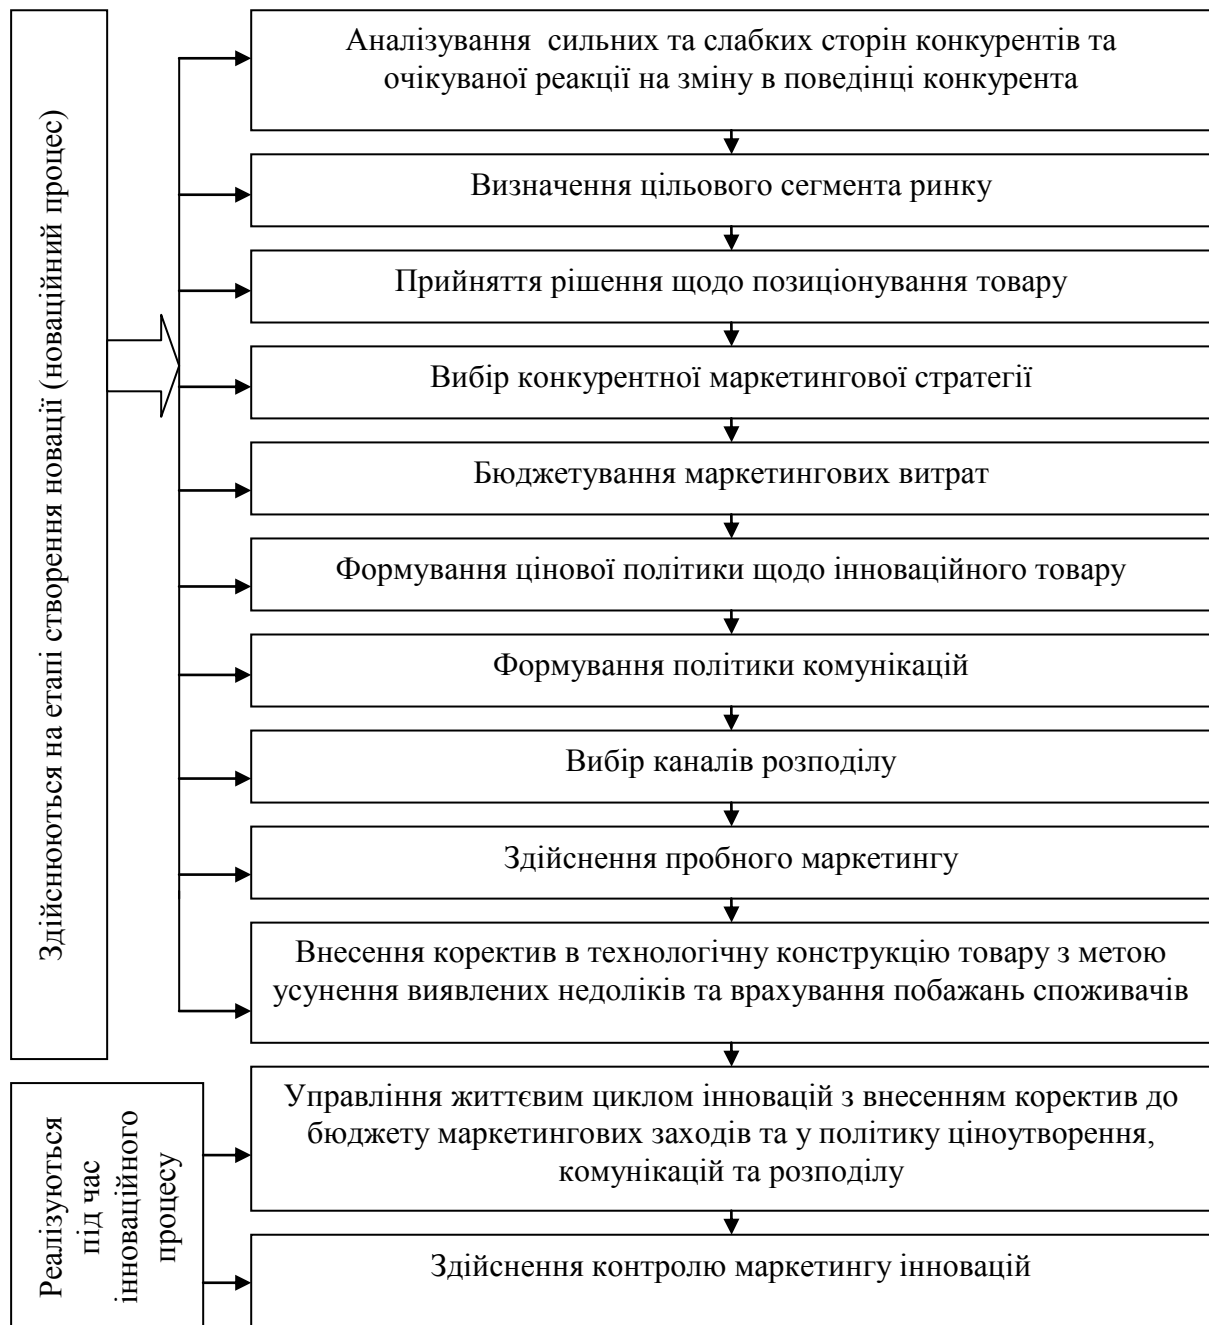 Здійснюються на етапі створення новації (новаційний процес)
Аналізування сильних та слабких сторін конкурентів та
очікуваної реакції на зміну в поведінці конкурента
Визначення цільового сегмента ринку
Прийняття рішення щодо позиціонування товару
Вибір конкурентної маркетингової стратегії
Бюджетування маркетингових витрат
Формування цінової політики щодо інноваційного товару
Формування політики комунікацій
Вибір каналів розподілу
Здійснення пробного маркетингу
Внесення коректив в технологічну конструкцію товару з метою
усунення виявлених недоліків та врахування побажань споживачів
Реалізуються
під час
інноваційного
процесу
Управління життєвим циклом інновацій з внесенням коректив до
бюджету маркетингових заходів та у політику ціноутворення,
комунікацій та розподілу
Здійснення контролю маркетингу інновацій